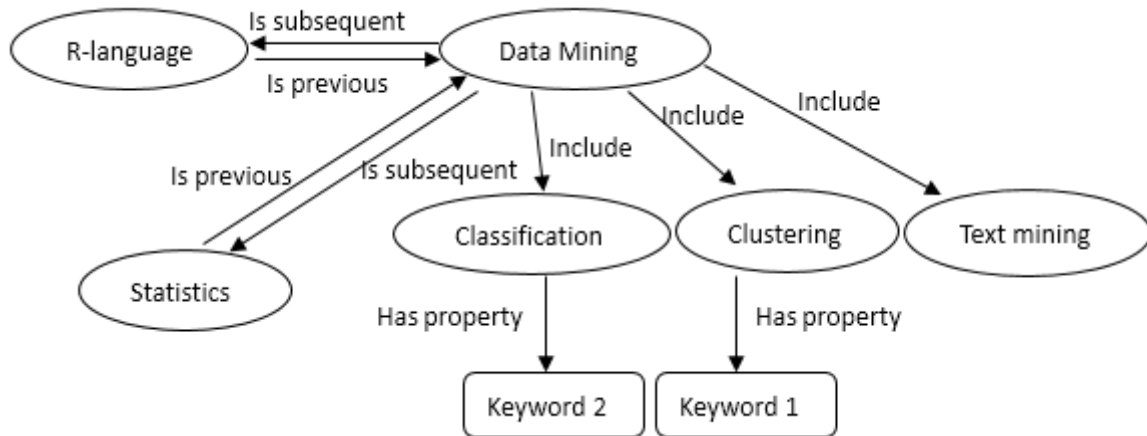 Is subsequent
R-language
Data Mining
Is previous
Include
Include
Include
Is previous
Is subsequent
Classification
Clustering
Text mining
Statistics
Has property
Has property
Keyword 2
Keyword 1